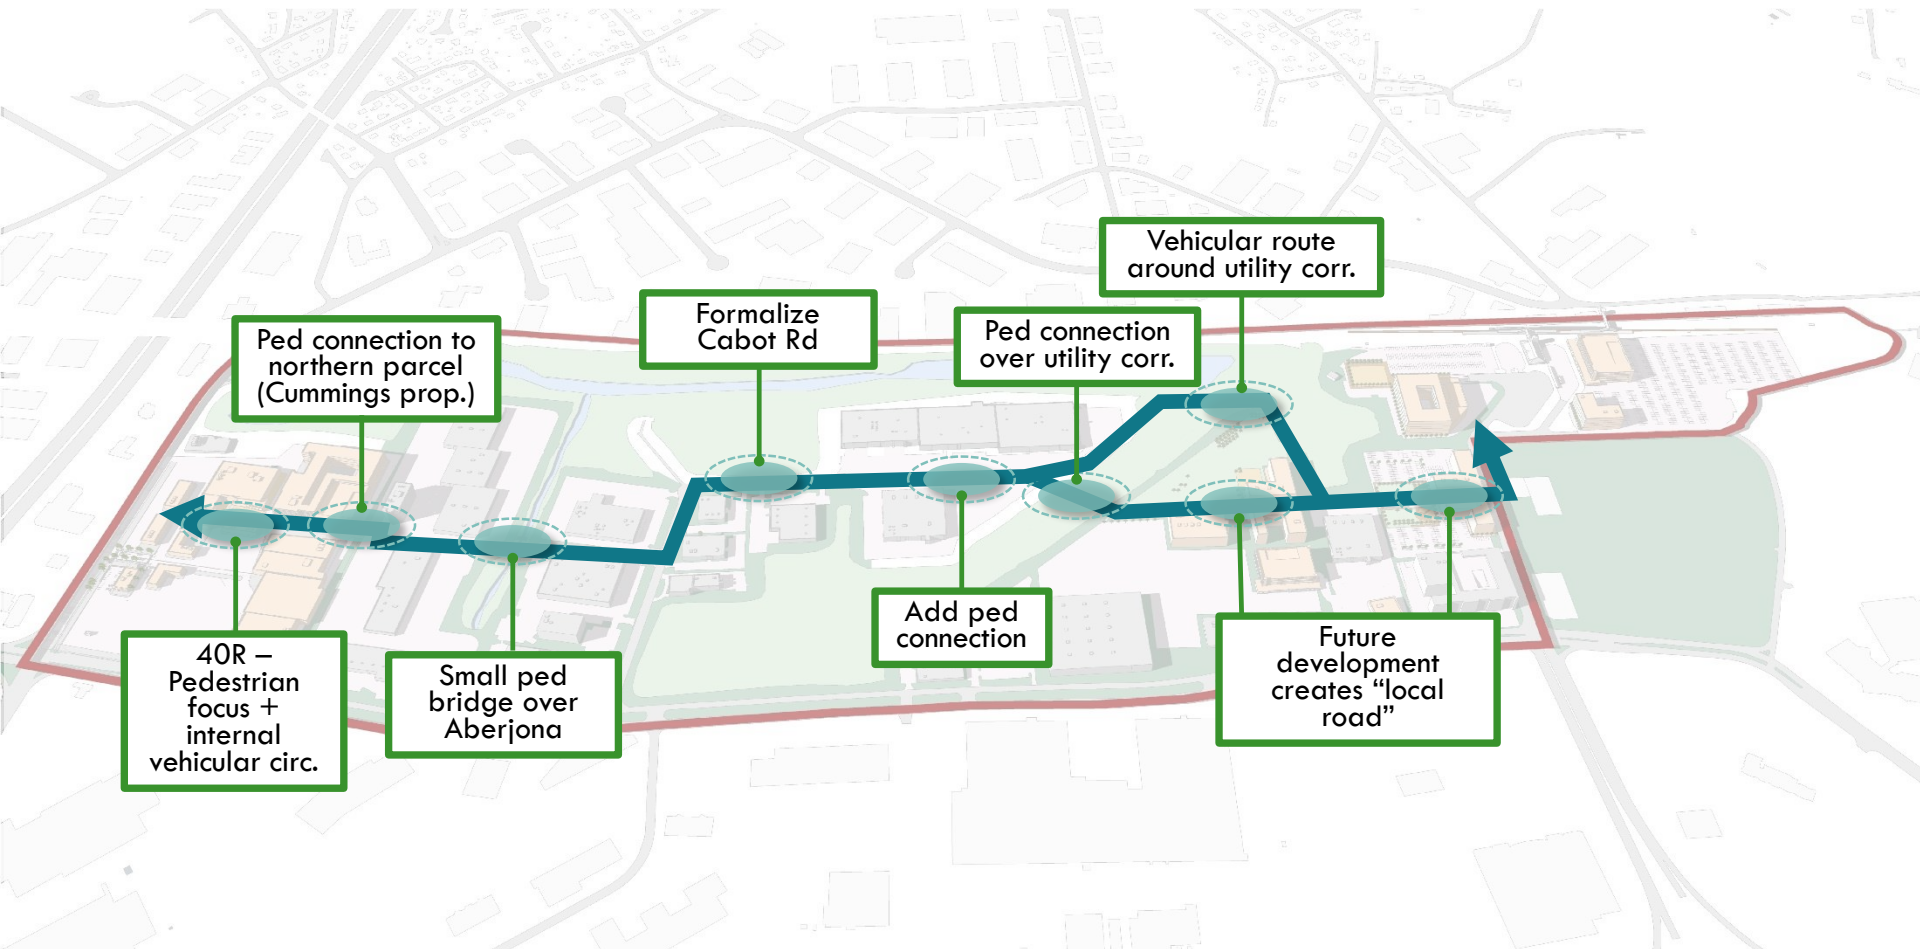 Vehicular route
around utility corr.
Formalize
Cabot Rd
Ped connection
over utility corr.
Ped connection to
northern parcel
(Cummings prop.)
Add ped
connection
40R –
Pedestrian
focus +
internal
vehicular circ.
Small ped
bridge over
Aberjona
Future
development
creates “local
road”